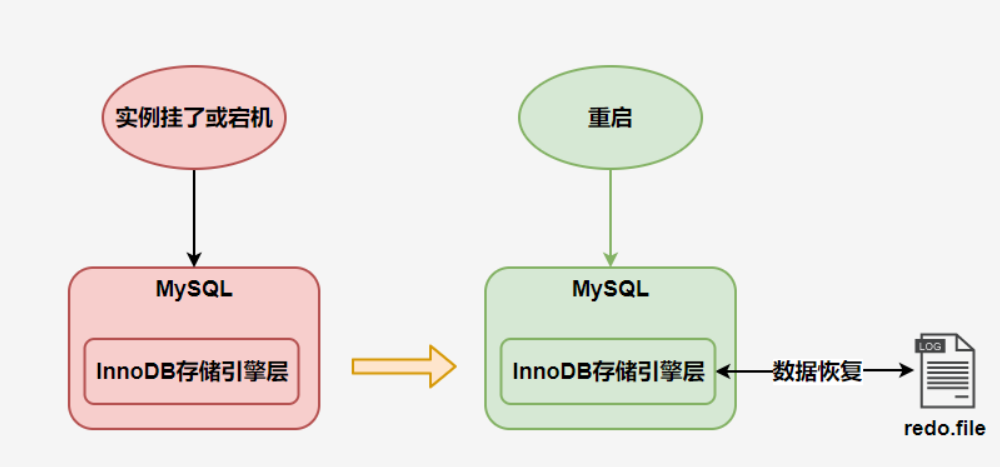 实例挂了或宕机
重启
MySQL
InnoDB存储引擎层
MySQL
InnoDB存储引擎层
数据恢复
LOG
redo.file